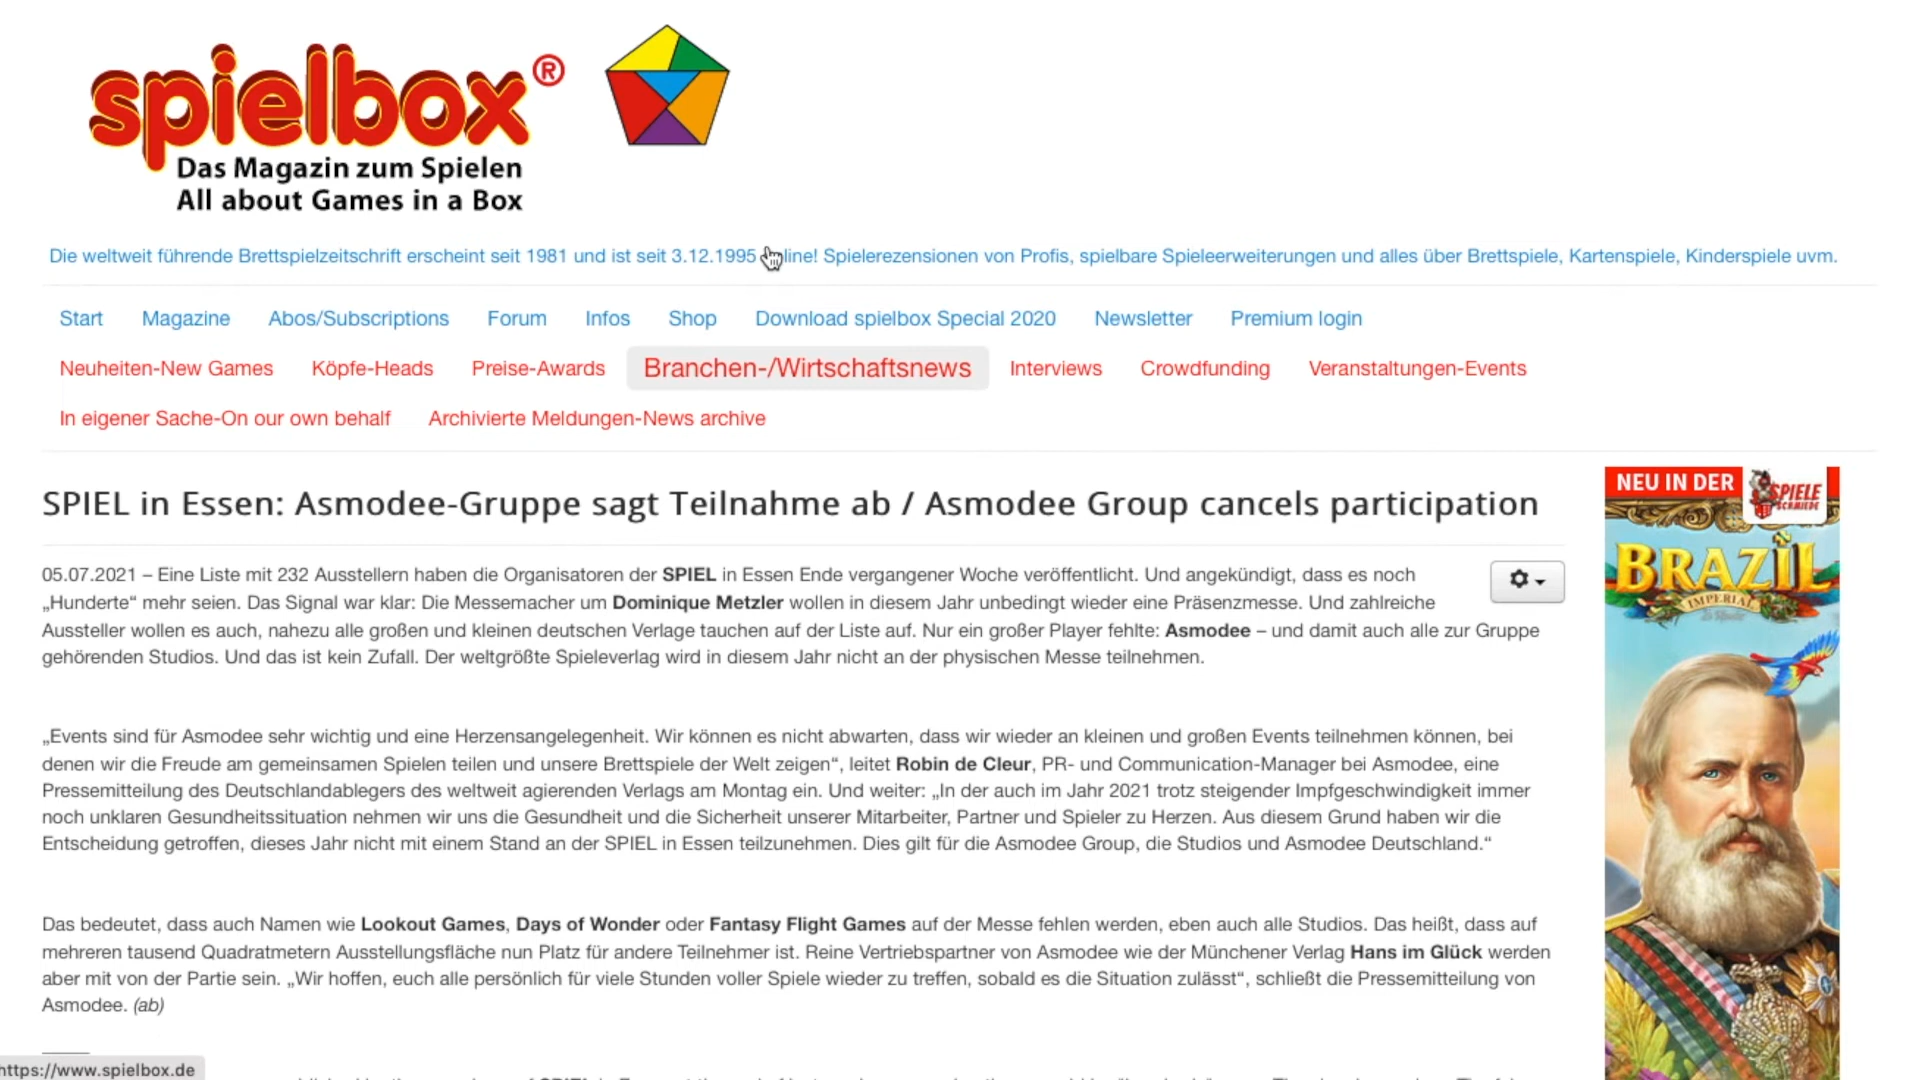 spielbox®
Das Magazin zum Spielen
All about Games in a Box
Die weltweit führende Brettspielzeitschrift erscheint seit 1981 und ist seit 3.12.1995 line! Spielerezensionen von Profis, spielbare Spieleerweiterungen und alles über Brettspiele, Kartenspiele, Kinderspiele uvm.
Start Magazine Abos/Subscriptions Forum Infos Shop Download spielbox Special 2020 Newsletter Premium login
Neuheiten-New Games Köpfe-Heads Preise-Awards Branchen-/Wirtschaftsnews Interviews Crowdfunding Veranstaltungen-Events
In eigener Sache-On our own behalf Archivierte Meldungen-News archive
SPIEL in Essen: Asmodee-Gruppe sagt Teilnahme ab / Asmodee Group cancels participation
05.07.2021 – Eine Liste mit 232 Ausstellern haben die Organisatoren der SPIEL in Essen Ende vergangener Woche veröffentlicht. Und angekündigt, dass es noch
„Hunderte“ mehr seien. Das Signal war klar: Die Messemacher um Dominique Metzler wollen in diesem Jahr unbedingt wieder eine Präsenzmesse. Und zahlreiche
Aussteller wollen es auch, nahezu alle großen und kleinen deutschen Verlage tauchen auf der Liste auf. Nur ein großer Player fehlte: Asmodee – und damit auch alle zur Gruppe
gehörenden Studios. Und das ist kein Zufall. Der weltgrößte Spieleverlag wird in diesem Jahr nicht an der physischen Messe teilnehmen.
„Events sind für Asmodee sehr wichtig und eine Herzensangelegenheit. Wir können es nicht abwarten, dass wir wieder an kleinen und großen Events teilnehmen können, bei
denen wir die Freude am gemeinsamen Spielen teilen und unsere Brettspiele der Welt zeigen“, leitet Robin de Cleur, PR- und Communication-Manager bei Asmodee, eine
Pressemitteilung des Deutschlandablegers des weltweit agierenden Verlags am Montag ein. Und weiter: „In der auch im Jahr 2021 trotz steigender Impfgeschwindigkeit immer
noch unklaren Gesundheitssituation nehmen wir uns die Gesundheit und die Sicherheit unserer Mitarbeiter, Partner und Spieler zu Herzen. Aus diesem Grund haben wir die
Entscheidung getroffen, dieses Jahr nicht mit einem Stand an der SPIEL in Essen teilzunehmen. Dies gilt für die Asmodee Group, die Studios und Asmodee Deutschland.“
Das bedeutet, dass auch Namen wie Lookout Games, Days of Wonder oder Fantasy Flight Games auf der Messe fehlen werden, eben auch alle Studios. Das heißt, dass auf
mehreren tausend Quadratmetern Ausstellungsfläche nun Platz für andere Teilnehmer ist. Reine Vertriebspartner von Asmodee wie der Münchener Verlag Hans im Glück werden
aber mit von der Partie sein. „Wir hoffen, euch alle persönlich für viele Stunden voller Spiele wieder zu treffen, sobald es die Situation zulässt“, schließt die Pressemitteilung von
Asmodee. (ab)
NEU IN DER
SPIELE
SCHMIEDE
BRAZIL
IMPERIAL
https://www.spielbox.de